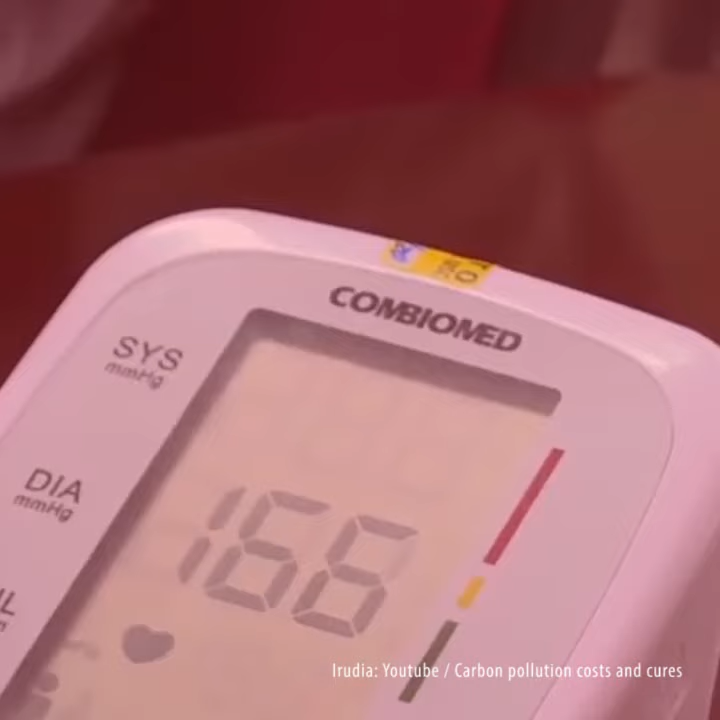 COMBIOMED
SYS
mmHg
DIA
mmHg
166
Irudia: Youtube / Carbon pollution costs and cures